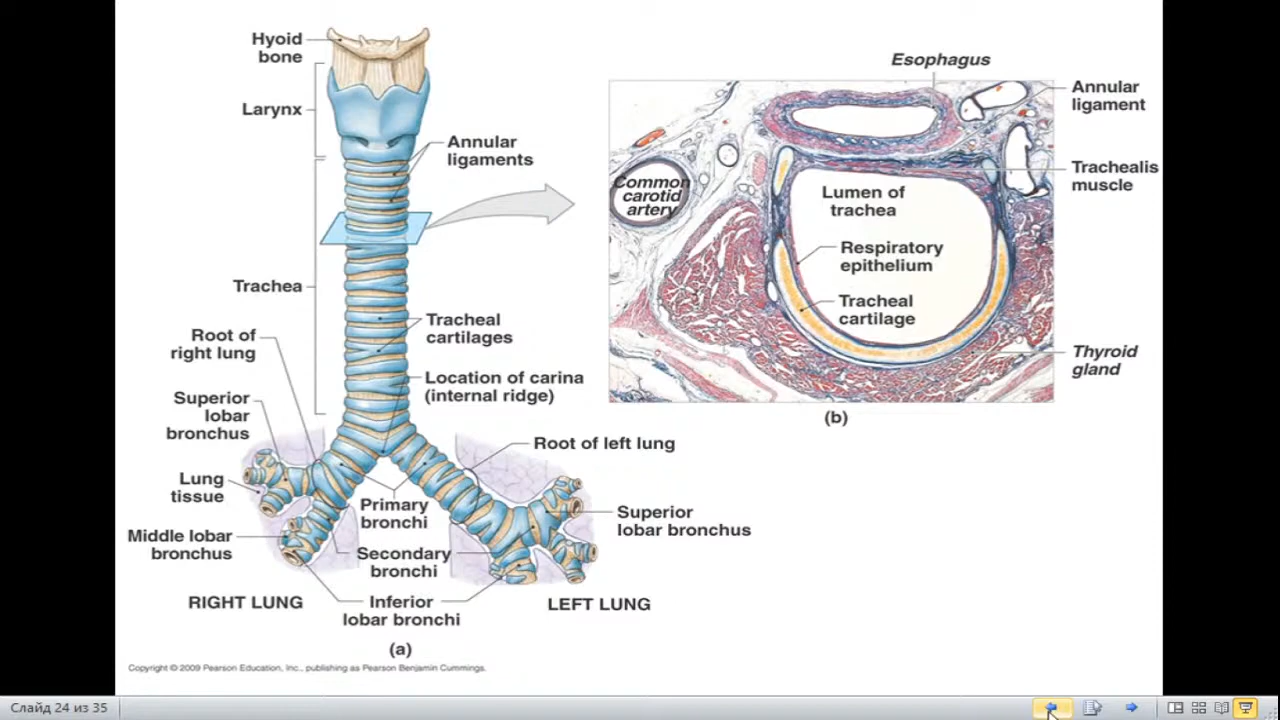 Hyoid
bone
Larynx
Annular
ligaments
Trachea
Root of
right lung
Tracheal
cartilages
Superior
lobar
bronchus
Location of carina
(internal ridge)
Root of left lung
Lung
tissue
Primary
bronchi
Superior
lobar bronchus
Middle lobar
bronchus
Secondary
bronchi
RIGHT LUNG
Inferior
lobar bronchi
LEFT LUNG
(a)
Esophagus
Annular
ligament
Common
carotid
artery
Trachealis
muscle
Lumen of
trachea
Respiratory
epithelium
Tracheal
cartilage
Thyroid
gland
(b)
Copyright © 2009 Pearson Education, Inc., publishing as Pearson Benjamin Cummings.
Слайд 24 из 35